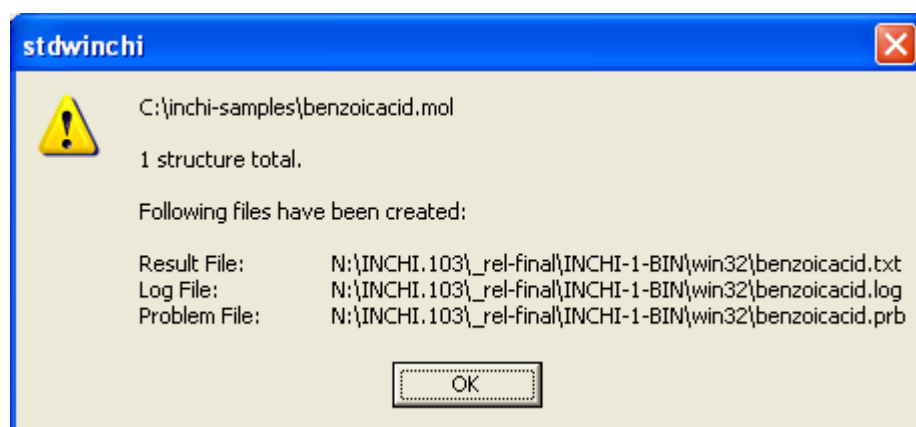 stdwinchi
C:\inchi-samples\benzoicacid.mol
1 structure total.
Following files have been created:
Result File: N:\INCHI.103\_rel-final\INCHI-1-BIN\win32\benzoicacid.txt
Log File: N:\INCHI.103\_rel-final\INCHI-1-BIN\win32\benzoicacid.log
Problem File: N:\INCHI.103\_rel-final\INCHI-1-BIN\win32\benzoicacid.prb
OK